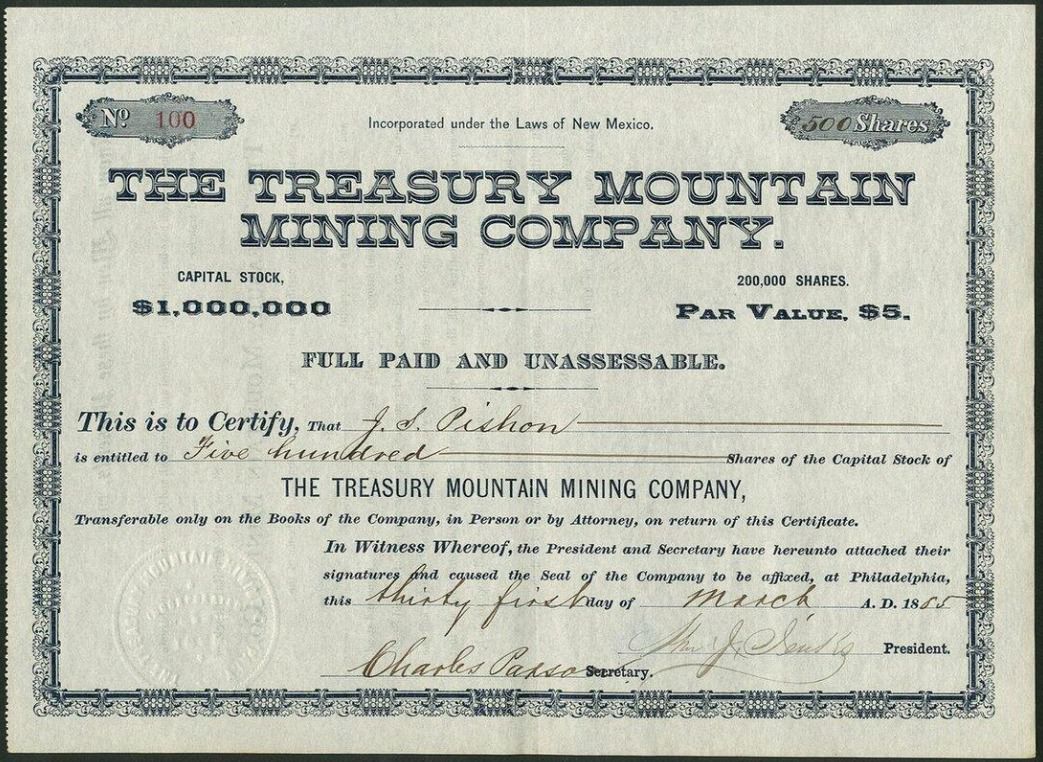 Nº 100
Incorporated under the Laws of New Mexico.
500 Shares
THE TREASURY MOUNTAIN
MINING COMPANY.
CAPITAL STOCK,
$1,000,000
200,000 SHARES.
PAR VALUE, $5.
FULL PAID AND UNASSESSABLE.
This is to Certify, That J. S. Pishon
is entitled to Five hundred Shares of the Capital Stock of
THE TREASURY MOUNTAIN MINING COMPANY,
Transferable only on the Books of the Company, in Person or by Attorney, on return of this Certificate.
In Witness Whereof, the President and Secretary have hereunto attached their
signatures and caused the Seal of the Company to be affixed, at Philadelphia,
this thirty first day of March A. D. 1885
President.
Charles Secretary.